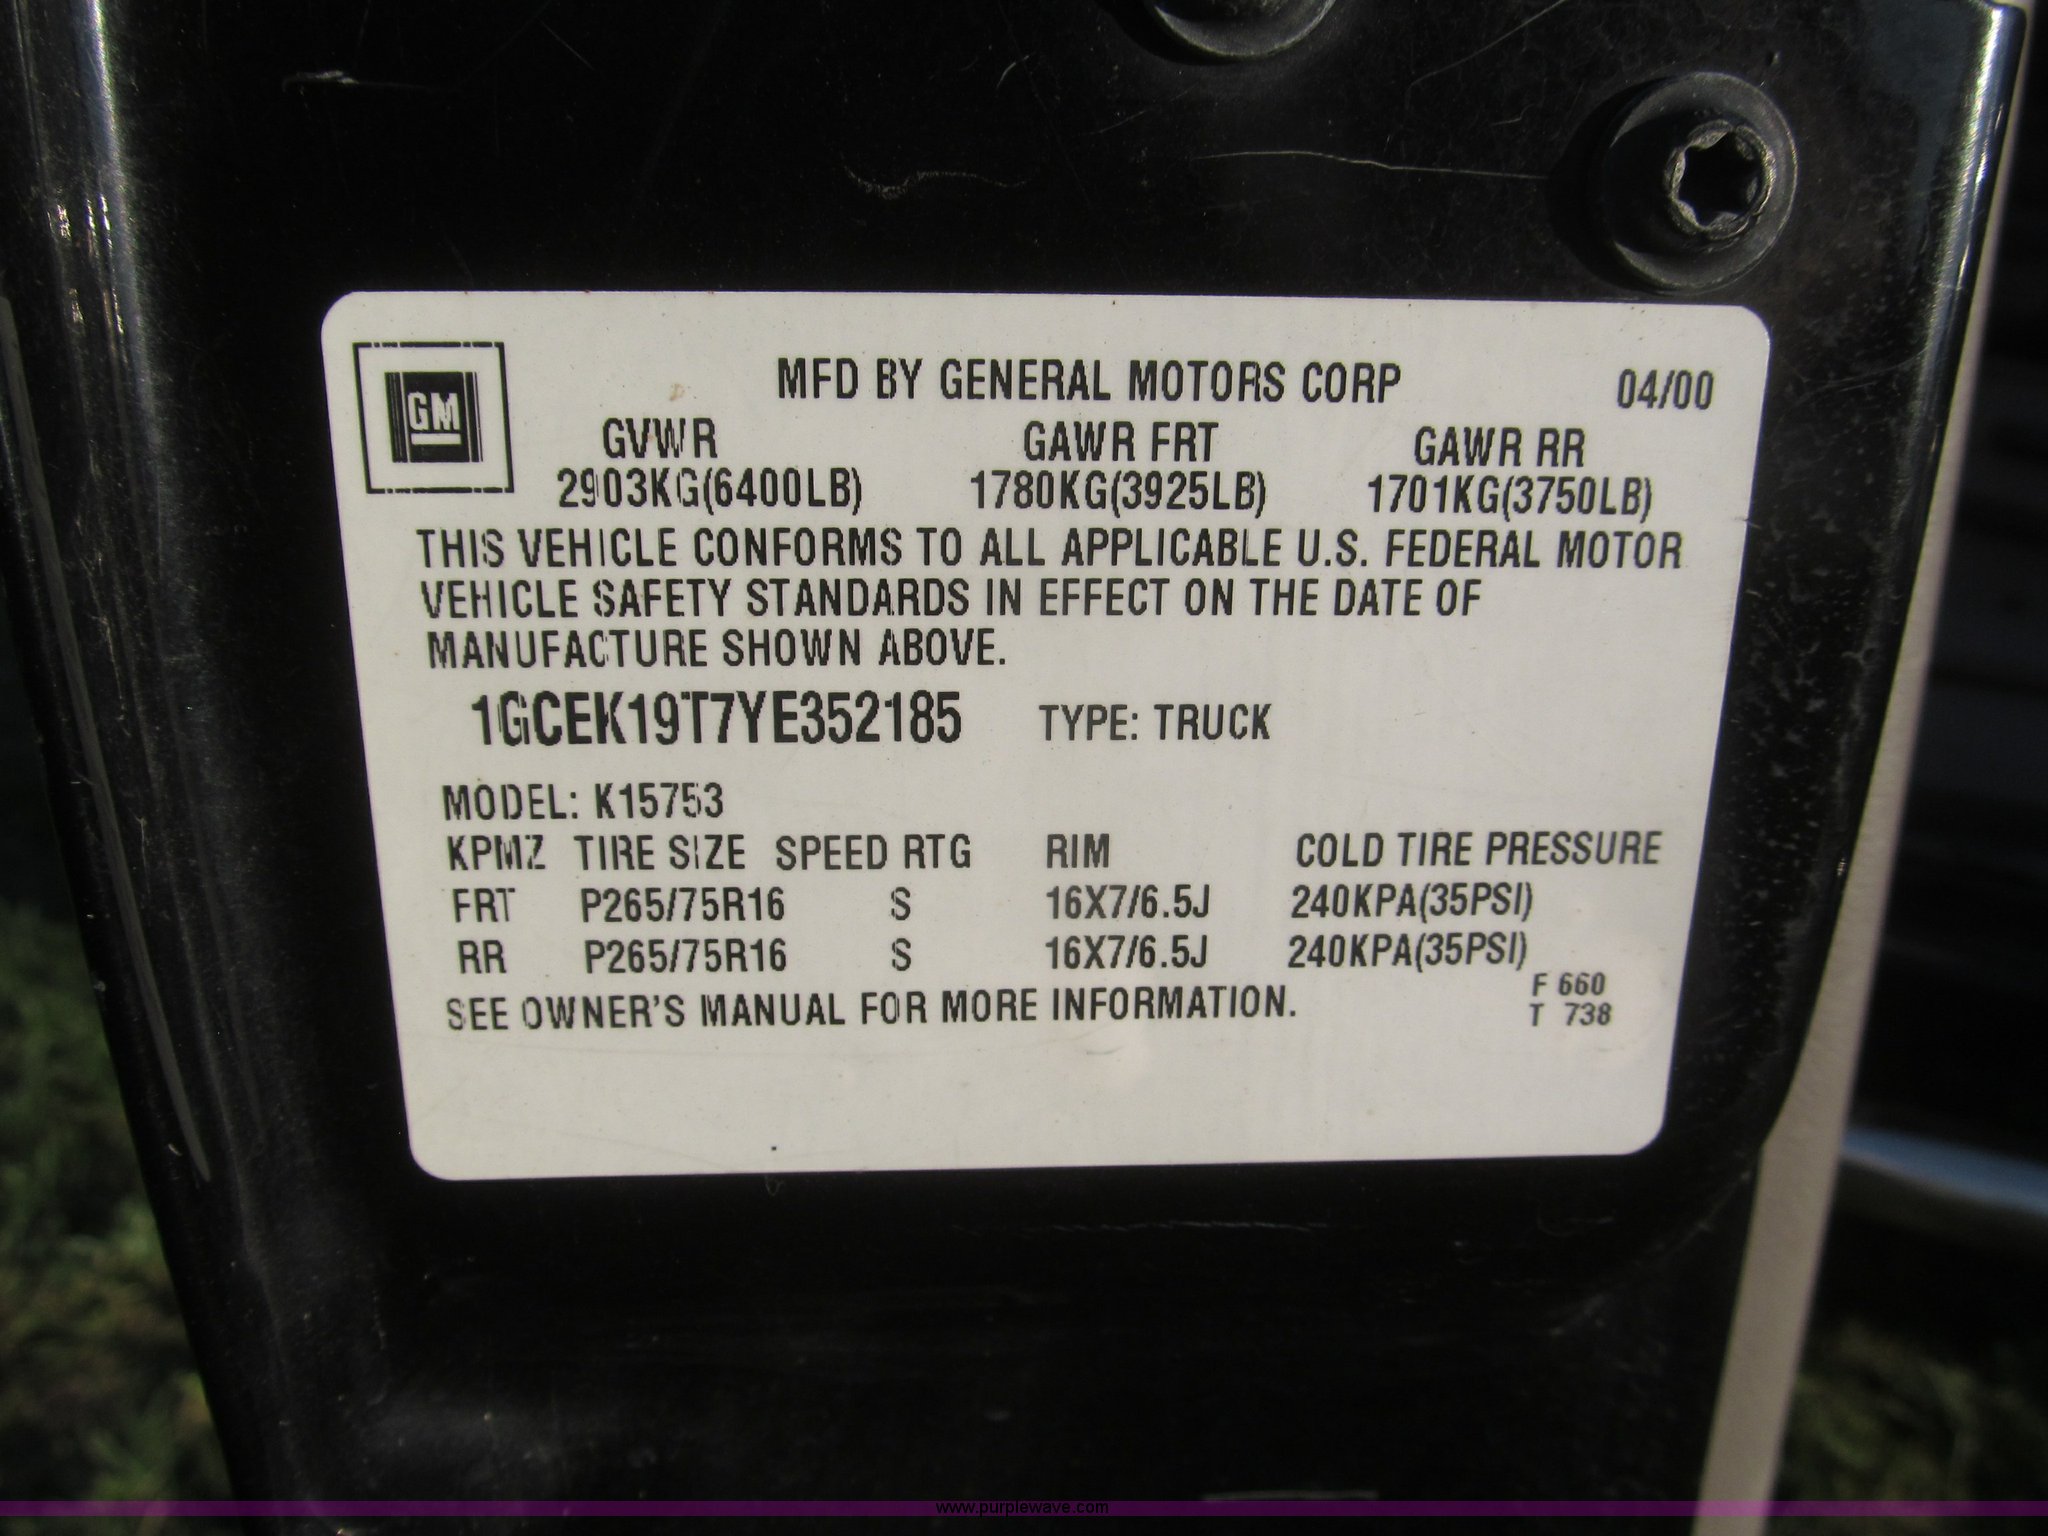 GM
MFD BY GENERAL MOTORS CORP 04/00
GVWR GAWR FRT GAWR RR
2903KG(6400LB) 1780KG(3925LB) 1701KG(3750LB)
THIS VEHICLE CONFORMS TO ALL APPLICABLE U.S. FEDERAL MOTOR
VEHICLE SAFETY STANDARDS IN EFFECT ON THE DATE OF
MANUFACTURE SHOWN ABOVE.
1GCEK19T7YE352185 TYPE: TRUCK
MODEL: K15753
KPMZ TIRE SIZE SPEED RTG RIM COLD TIRE PRESSURE
FRT P265/75R16 S 16X7/6.5J 240KPA(35PSI)
RR P265/75R16 S 16X7/6.5J 240KPA(35PSI)
SEE OWNER'S MANUAL FOR MORE INFORMATION.
F 660
T 738
www.purplewave.com